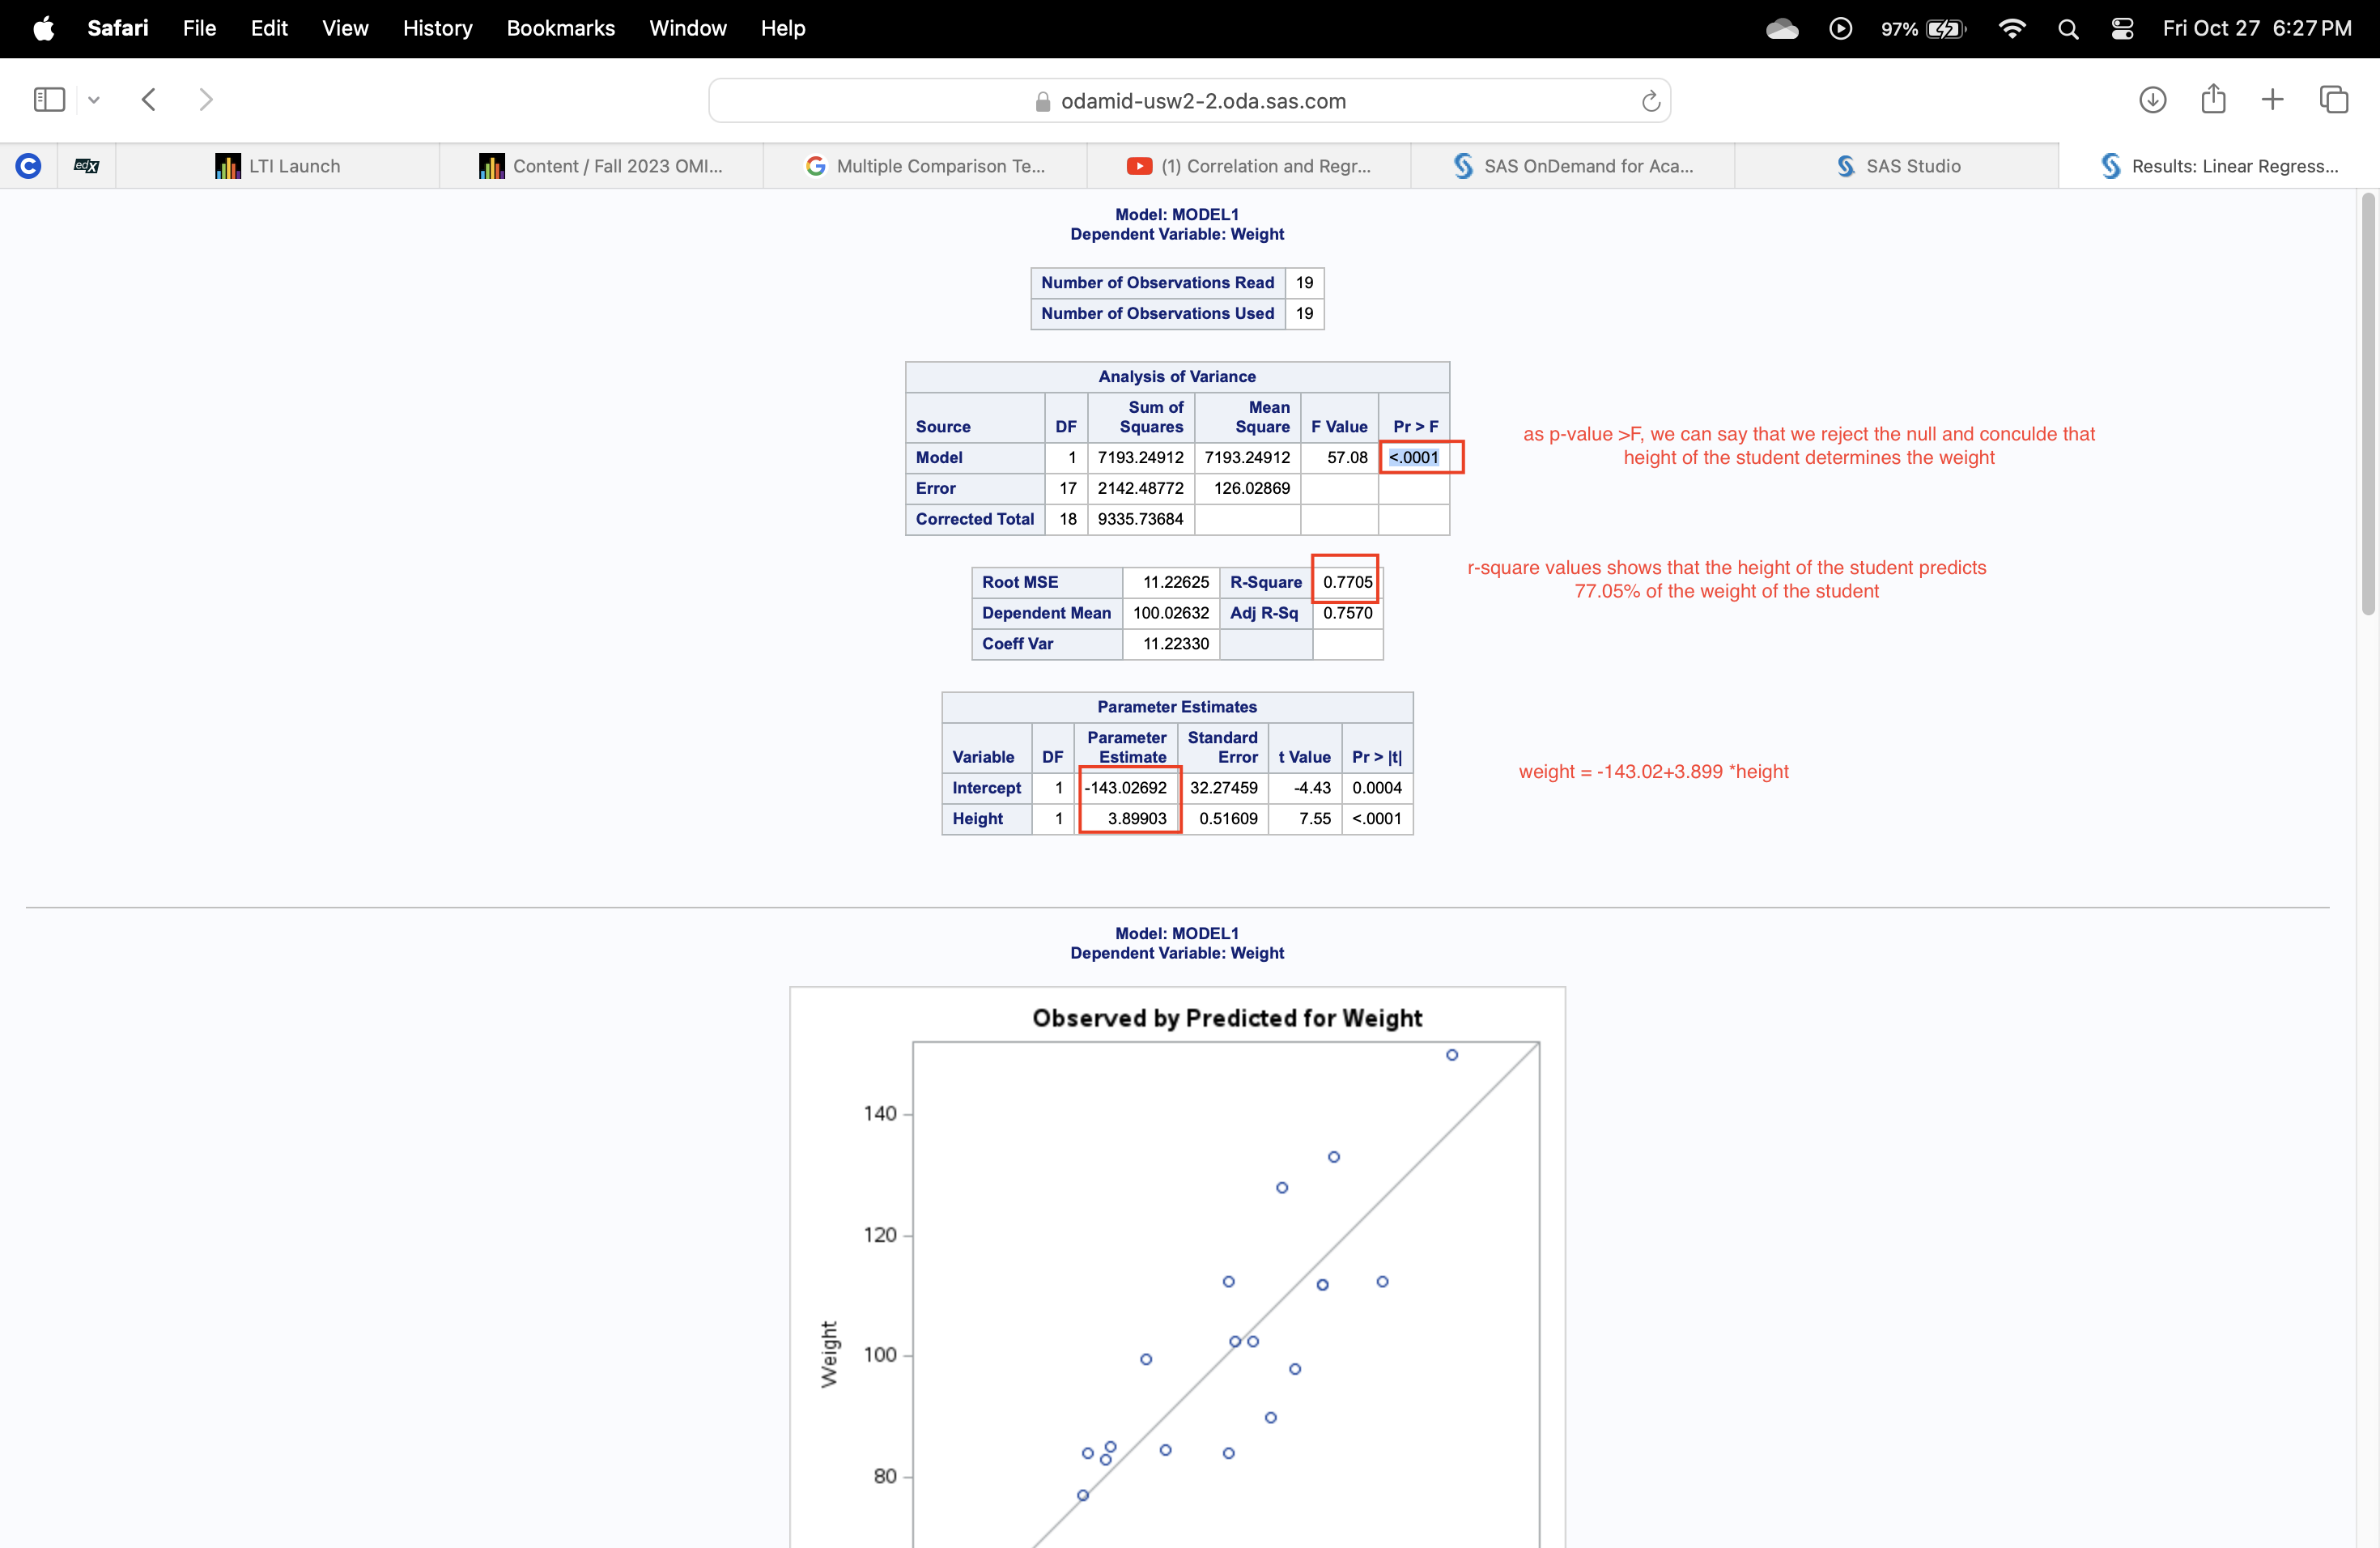 Safari File Edit View History Bookmarks Window Help 97% Fri Oct 27 6:27 PM
odamid-usw2-2.oda.sas.com
C edX LTI Launch Content / Fall 2023 OMI... Multiple Comparison Te... (1) Correlation and Regr... SAS OnDemand for Aca... SAS Studio Results: Linear Regress...
Model: MODEL1
Dependent Variable: Weight
Number of Observations Read 19
Number of Observations Used 19
Analysis of Variance
Source DF Sum of Squares Mean Square F Value Pr > F
Model 1 7193.24912 7193.24912 57.08 <.0001
Error 17 2142.48772 126.02869
Corrected Total 18 9335.73684
as p-value >F, we can say that we reject the null and conculde that
height of the student determines the weight
Root MSE 11.22625 R-Square 0.7705
Dependent Mean 100.02632 Adj R-Sq 0.7570
Coeff Var 11.22330
r-square values shows that the height of the student predicts
77.05% of the weight of the student
Parameter Estimates
Variable DF Parameter Estimate Standard Error t Value Pr > |t|
Intercept 1 -143.02692 32.27459 -4.43 0.0004
Height 1 3.89903 0.51609 7.55 <.0001
weight = -143.02+3.899 *height
Model: MODEL1
Dependent Variable: Weight
Observed by Predicted for Weight
140
120
Weight
100
80